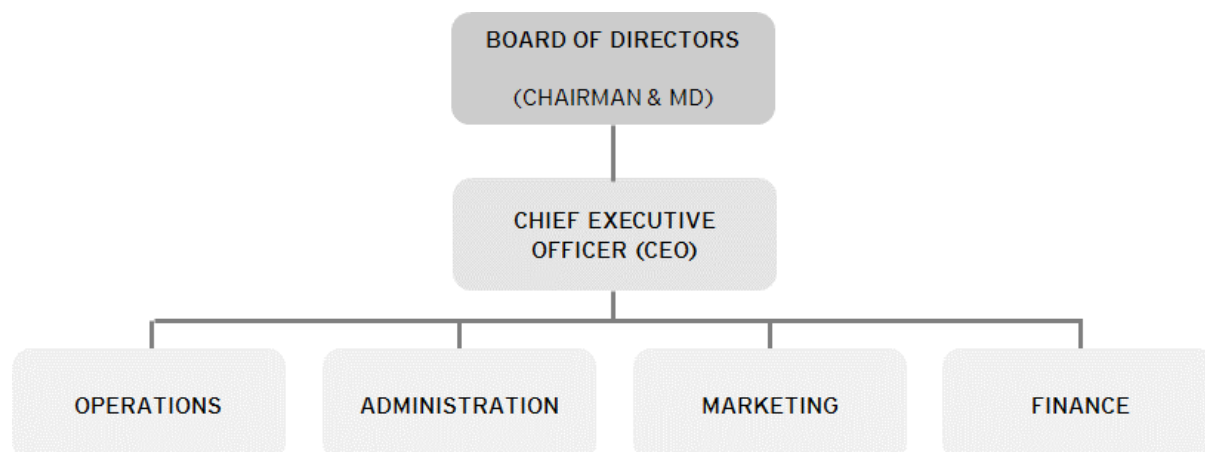 BOARD OF DIRECTORS
(CHAIRMAN & MD)
CHIEF EXECUTIVE
OFFICER (CEO)
OPERATIONS
ADMINISTRATION
MARKETING
FINANCE